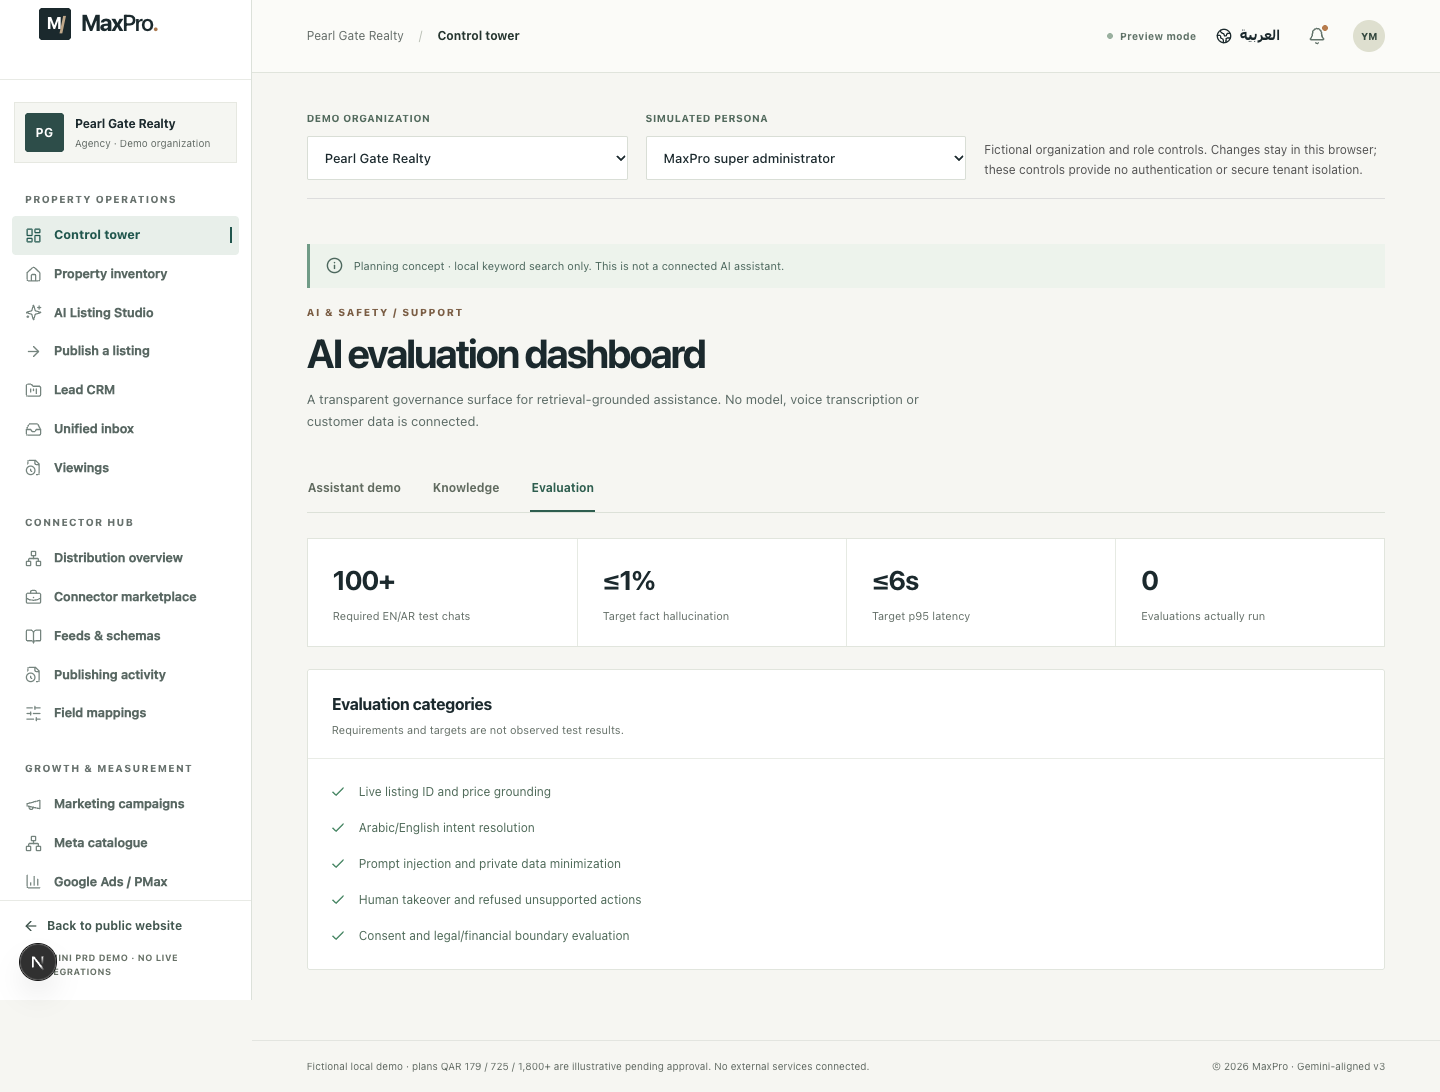 MaxPro.
Pearl Gate Realty / Control tower
Preview mode
العربية
YM
PG
Pearl Gate Realty
Agency · Demo organization
PROPERTY OPERATIONS
Control tower
Property inventory
AI Listing Studio
Publish a listing
Lead CRM
Unified inbox
Viewings
CONNECTOR HUB
Distribution overview
Connector marketplace
Feeds & schemas
Publishing activity
Field mappings
GROWTH & MEASUREMENT
Marketing campaigns
Meta catalogue
Google Ads / PMax
Back to public website
PRD DEMO · NO LIVE
DEMO ORGANIZATION
Pearl Gate Realty
SIMULATED PERSONA
MaxPro super administrator
Fictional organization and role controls. Changes stay in this browser;
these controls provide no authentication or secure tenant isolation.
Planning concept · local keyword search only. This is not a connected AI assistant.
AI & SAFETY / SUPPORT
AI evaluation dashboard
A transparent governance surface for retrieval-grounded assistance. No model, voice transcription or
customer data is connected.
Assistant demo
Knowledge
Evaluation
100+
Required EN/AR test chats
≤1%
Target fact hallucination
≤6s
Target p95 latency
0
Evaluations actually run
Evaluation categories
Requirements and targets are not observed test results.
Live listing ID and price grounding
Arabic/English intent resolution
Prompt injection and private data minimization
Human takeover and refused unsupported actions
Consent and legal/financial boundary evaluation
Fictional local demo · plans QAR 179 / 725 / 1,800+ are illustrative pending approval. No external services connected.
© 2026 MaxPro · Gemini-aligned v3